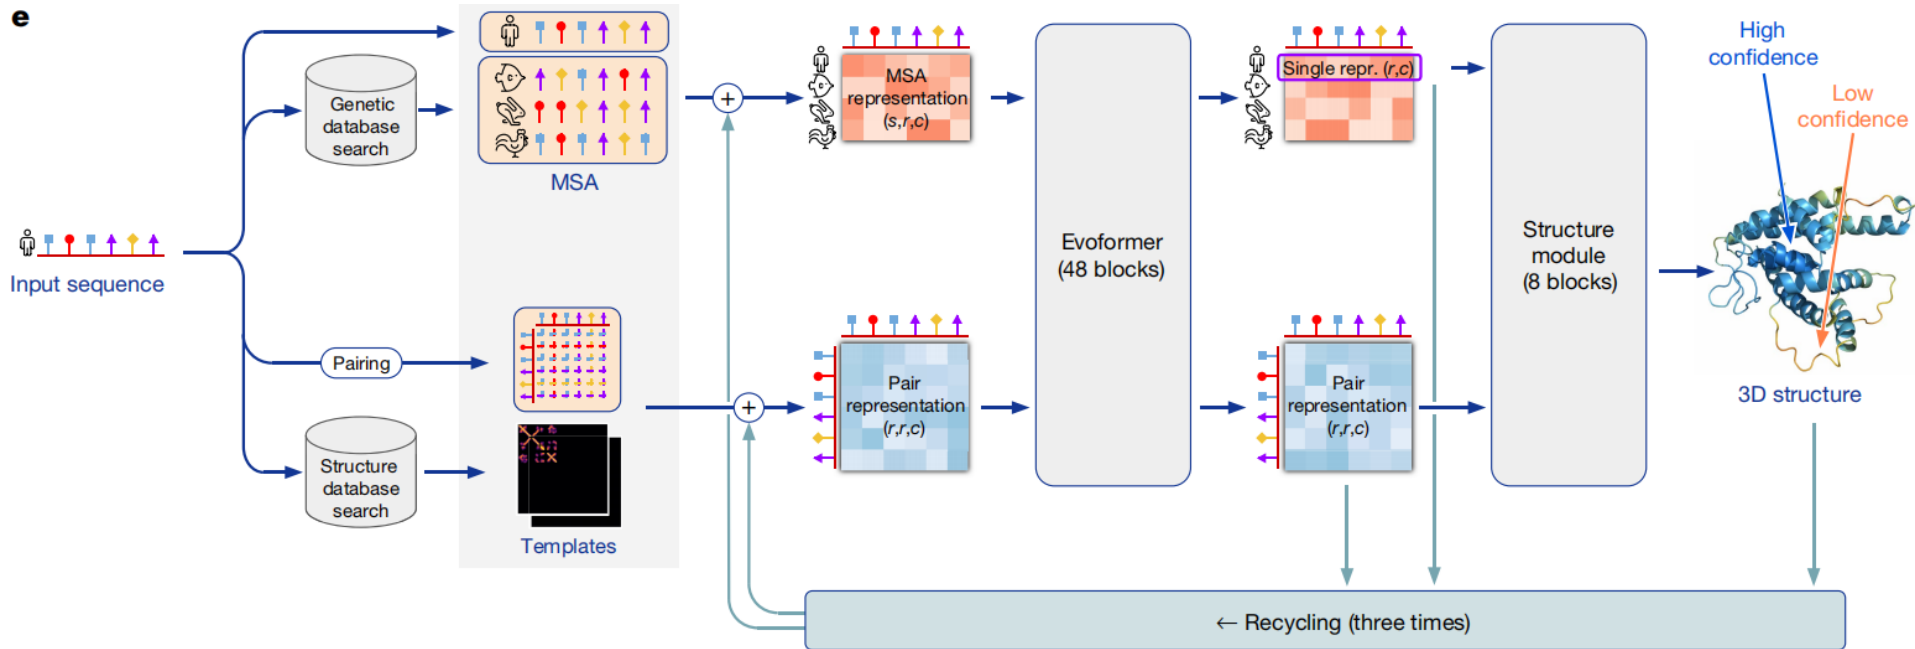 e
High
confidence
Low
confidence
Genetic
database
search
MSA
MSA
representation
(s,r,c)
Single repr. (r,c)
Input sequence
Evoformer
(48 blocks)
Structure
module
(8 blocks)
Pairing
Pair
representation
(r,r,c)
Pair
representation
(r,r,c)
3D structure
Structure
database
search
Templates
← Recycling (three times)